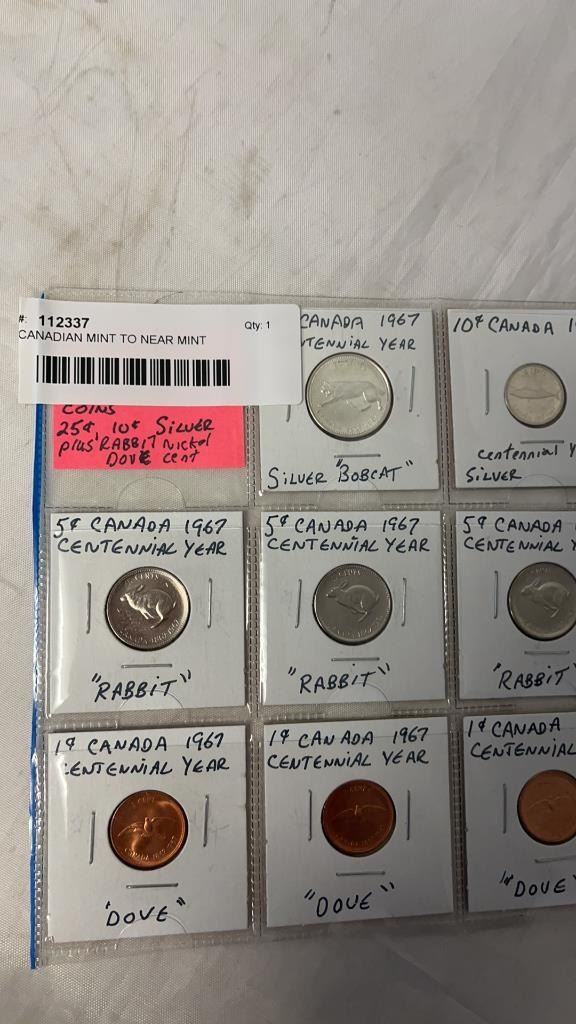 #: 112337 Qty: 1
CANADIAN MINT TO NEAR MINT
COINS
25¢, 10¢ SILVER
plus RABBIT Nickel
DOVE cent
CANADA 1967
YEAR
SILVER "BOBCAT"
10¢ CANADA
centennial
SILVER
5¢ CANADA 1967
CENTENNIAL YEAR
"RABBIT"
5¢ CANADA 1967
CENTENNIAL YEAR
"RABBIT"
5¢ CANADA
CENTENNIAL
"RABBIT
1¢ CANADA 1967
CENTENNIAL YEAR
'DOVE"
1¢ CANADA 1967
CENTENNIAL YEAR
"DOVE"
1¢ CANADA
CENTENNIAL
"DOVE